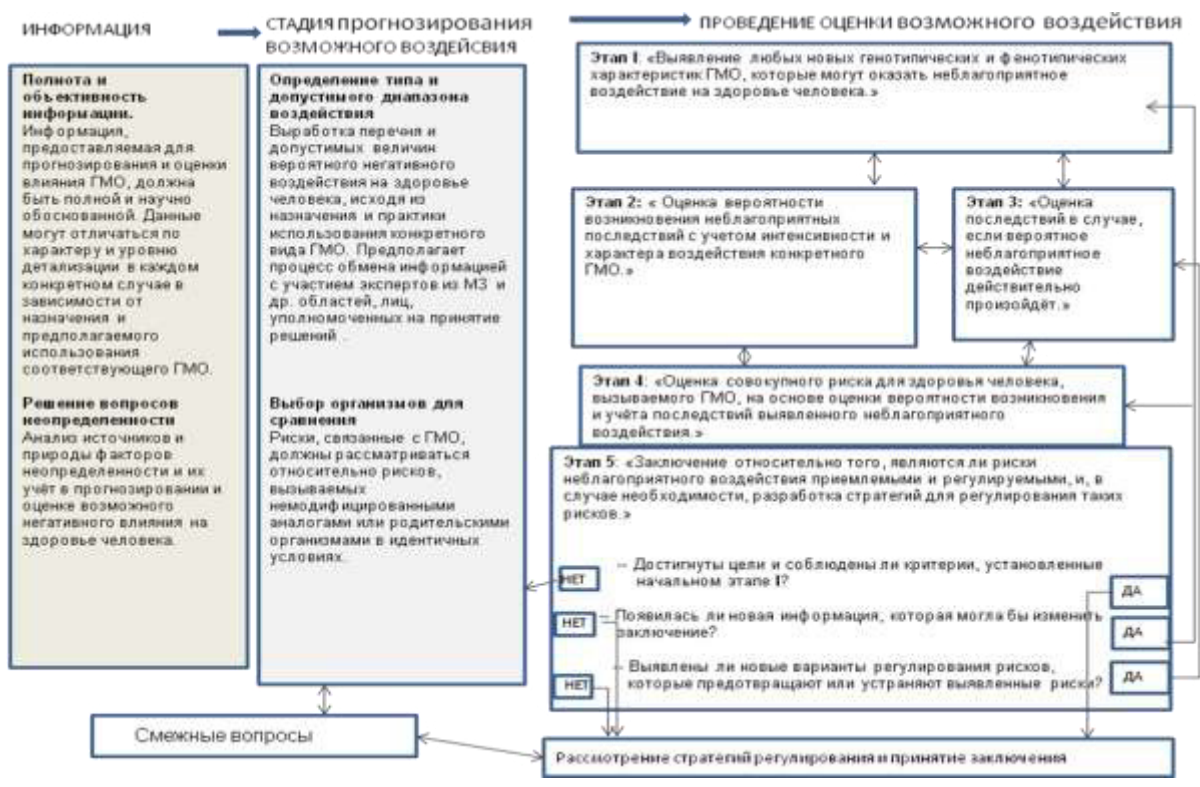 ИНФОРМАЦИЯ
СТАДИЯ прогнозирования
ВОЗМОЖНОГО ВОЗДЕЙСВИЯ
ПРОВЕДЕНИЕ ОЦЕНКИ ВОЗМОЖНОГО ВОЗДЕЙСТВИЯ
Полнота и
объективность
информации.
Информация,
предоставляемая для
прогнозирования и оценки
влияния ГМО, должна
быть полной и научно
обоснованной. Данные
могут отличаться по
характеру и уровню
детализации в каждом
конкретном случае в
зависимости от
назначения и
предполагаемого
использования
соответствующего ГМО.
Решение вопросов
неопределенности
Анализ источников и
природы факторов
неопределенности и их
учёт в прогнозировании и
оценке возможного
негативного влияния на
здоровье человека.
Определение типа и
допустимого диапазона
воздействия
Выработка перечня и
допустимых величин
вероятного негативного
воздействия на здоровье
человека, исходя из
назначения и практики
использования конкретного
вида ГМО. Предполагает
процесс обмена информацией
с участием экспертов из МЗ и
др. областей, лиц,
уполномоченных на принятие
решений .
Выбор организмов для
сравнения
Риски, связанные с ГМО,
должны рассматриваться
относительно рисков,
вызываемых
немодифицированными
аналогами или родительскими
организмами в идентичных
условиях.
Этап I: «Выявление любых новых генотипических и фенотипических
характеристик ГМО, которые могут оказать неблагоприятное
воздействие на здоровье человека.»
Этап 2: « Оценка вероятности
возникновения неблагоприятных
последствий с учетом интенсивности и
характера воздействия конкретного
ГМО.»
Этап 3: «Оценка
последствий в случае,
если вероятное
неблагоприятное
воздействие
действительно
произойдёт.»
Этап 4: «Оценка совокупного риска для здоровья человека,
вызываемого ГМО, на основе оценки вероятности возникновения
и учёта последствий выявленного неблагоприятного
воздействия.»
Этап 5: «Заключение относительно того, являются ли риски
неблагоприятного воздействия приемлемыми и регулируемыми, и, в
случае необходимости, разработка стратегий для регулирования таких
рисков.»
НЕТ
– Достигнуты цели и соблюдены ли критерии, установленные
начальном этапе I?
ДА
НЕТ
– Появилась ли новая информация, которая могла бы изменить
заключение?
ДА
НЕТ
– Выявлены ли новые варианты регулирования рисков,
которые предотвращают или устраняют выявленные риски?
ДА
Смежные вопросы
Рассмотрение стратегий регулирования и принятие заключения